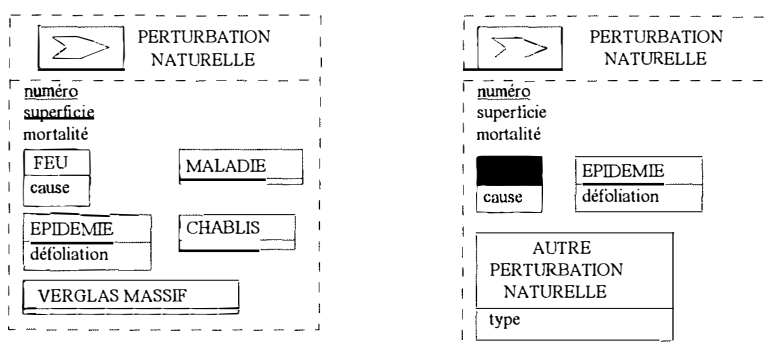 PERTURBATION
NATURELLE
numéro
superficie
mortalité
FEU
cause
MALADIE
EPIDEMIE
défoliation
CHABLIS
VERGLAS MASSIF
PERTURBATION
NATURELLE
numéro
superficie
mortalité
cause
EPIDEMIE
défoliation
AUTRE
PERTURBATION
NATURELLE
type